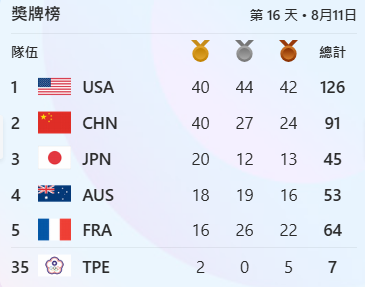 獎牌榜 第 16 天 • 8月11日
隊伍 總計
1 USA 40 44 42 126
2 CHN 40 27 24 91
3 JPN 20 12 13 45
4 AUS 18 19 16 53
5 FRA 16 26 22 64
35 TPE 2 0 5 7